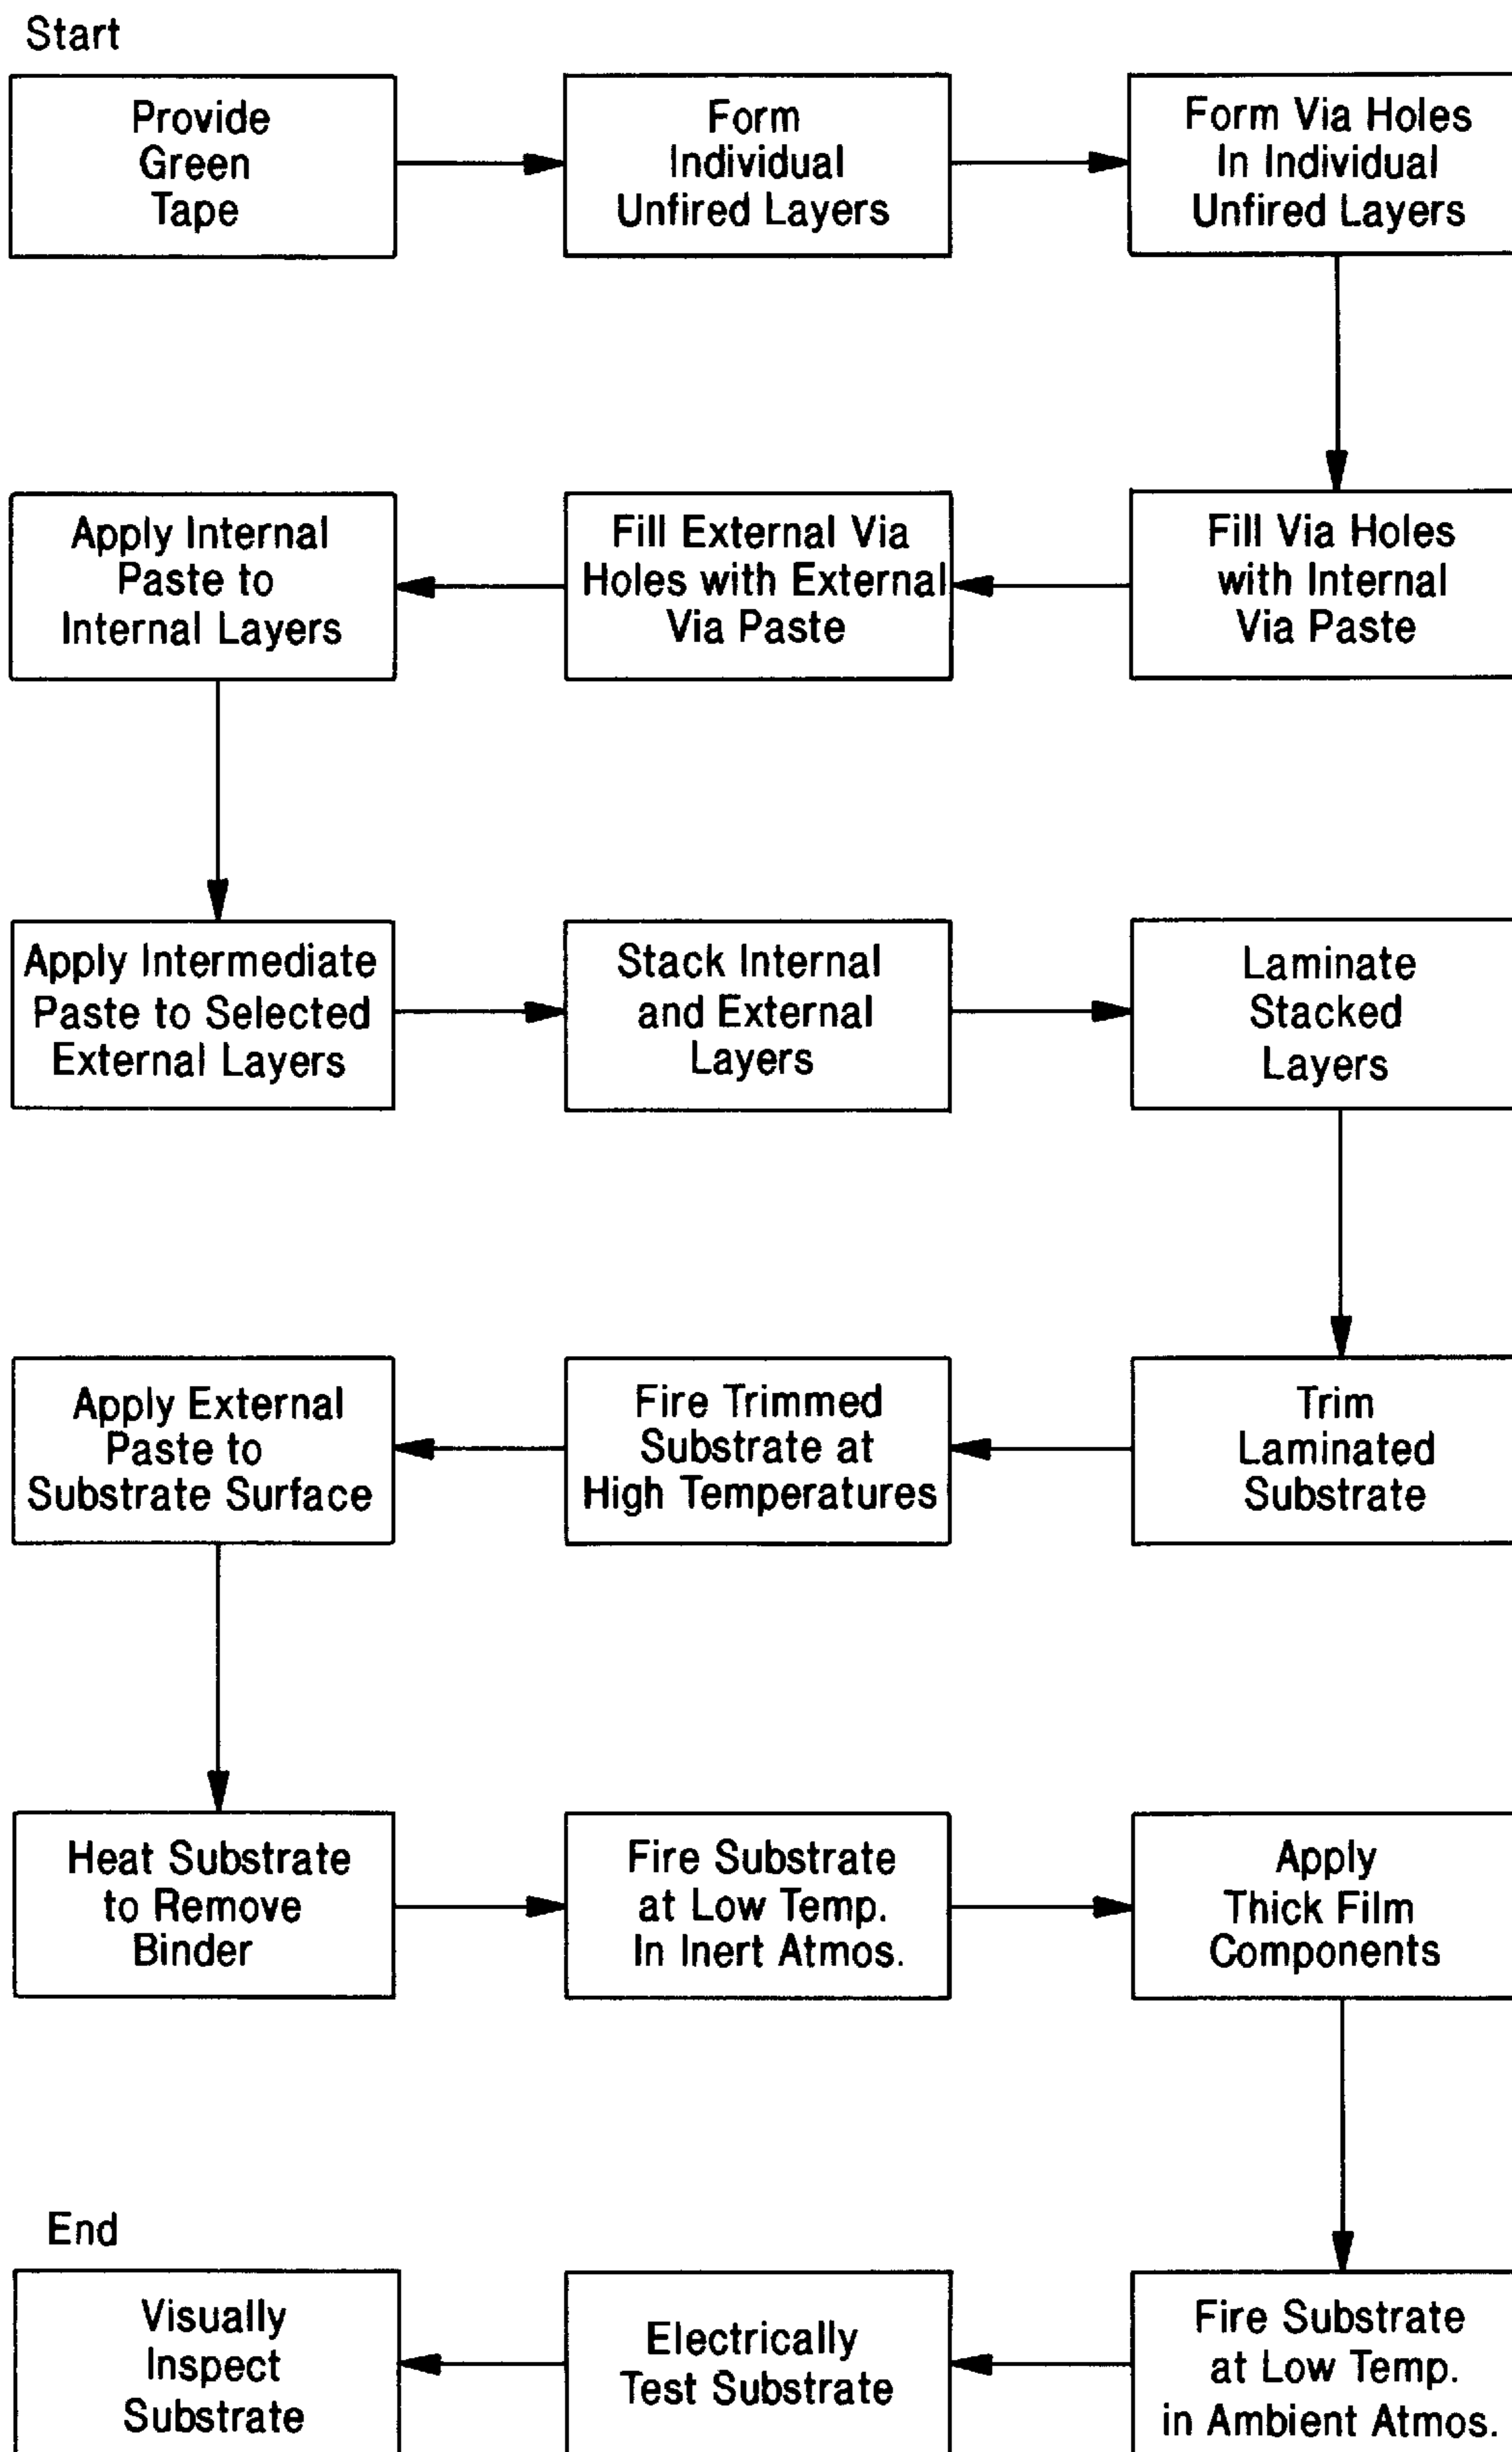 Start
Provide
Green
Tape
Form
Individual
Unfired Layers
Form Via Holes
In Individual
Unfired Layers
Fill Via Holes
with Internal
Via Paste
Fill External Via
Holes with External
Via Paste
Apply Internal
Paste to
Internal Layers
Apply Intermediate
Paste to Selected
External Layers
Stack Internal
and External
Layers
Laminate
Stacked
Layers
Trim
Laminated
Substrate
Fire Trimmed
Substrate at
High Temperatures
Apply External
Paste to
Substrate Surface
Heat Substrate
to Remove
Binder
Fire Substrate
at Low Temp.
In Inert Atmos.
Apply
Thick Film
Components
Fire Substrate
at Low Temp.
in Ambient Atmos.
Electrically
Test Substrate
End
Visually
Inspect
Substrate